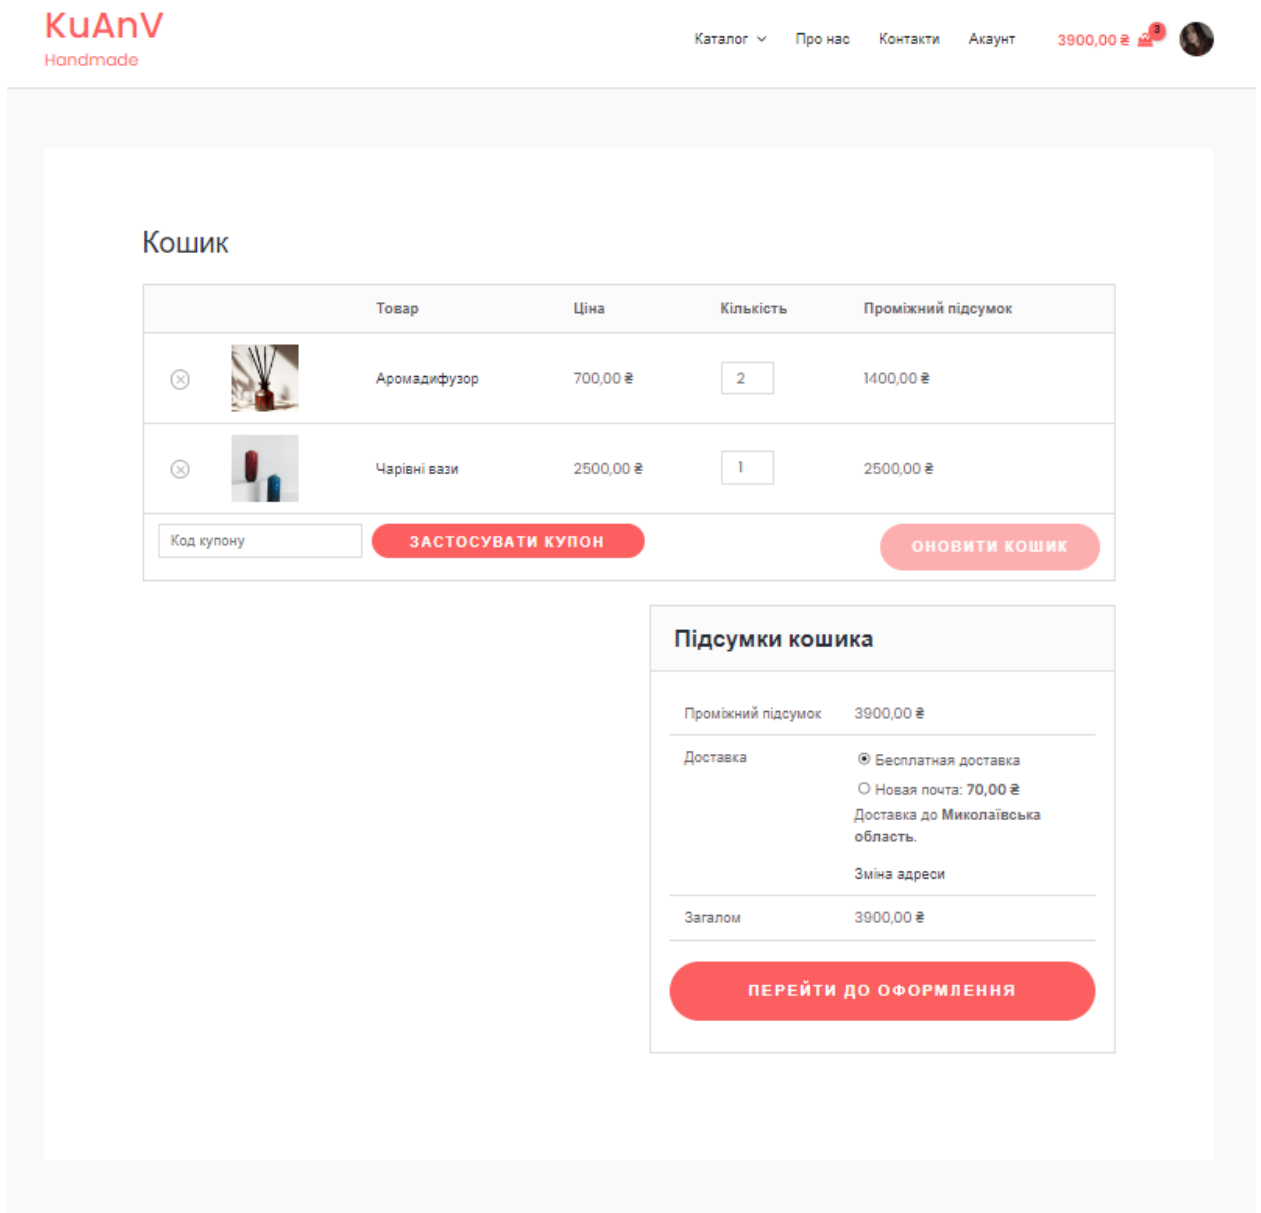 KuAnV
Handmade
Каталог Про нас Контакти Акаунт 3900,00 ₴ 3
Кошик
Товар Ціна Кількість Проміжний підсумок
Аромадифузор 700,00 ₴ 2 1400,00 ₴
Чарівні вази 2500,00 ₴ 1 2500,00 ₴
Код купону ЗАСТОСУВАТИ КУПОН ОНОВИТИ КОШИК
Підсумки кошика
Проміжний підсумок 3900,00 ₴
Доставка Бесплатная доставка
Новая почта: 70,00 ₴
Доставка до Миколаївська
область.
Зміна адреси
Загалом 3900,00 ₴
ПЕРЕЙТИ ДО ОФОРМЛЕННЯ